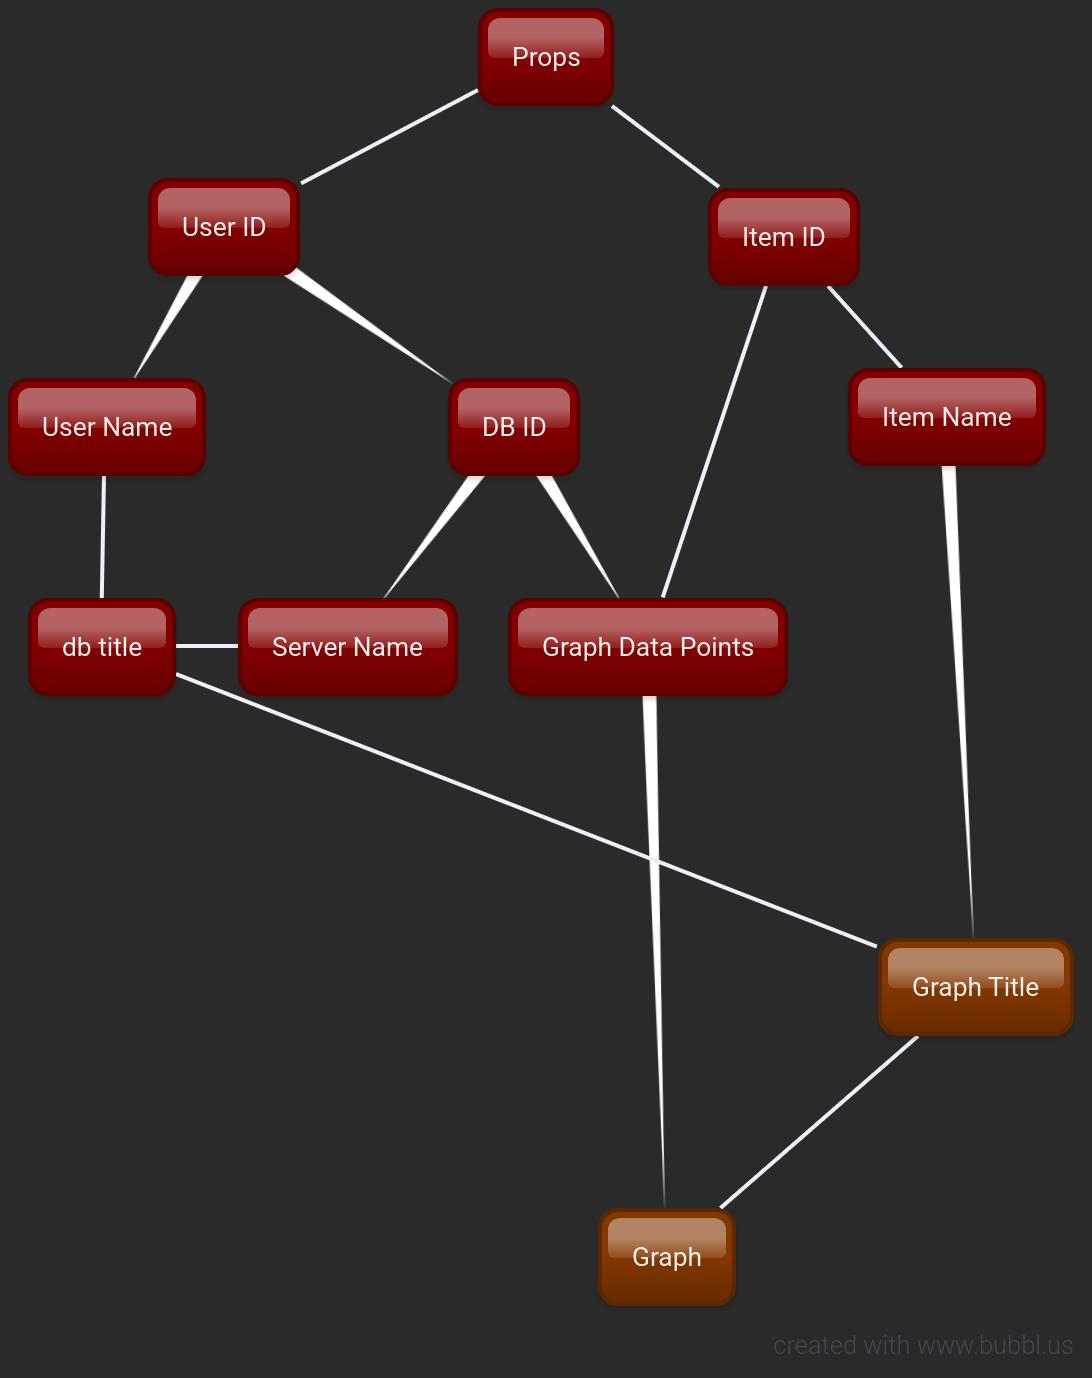 Props
User ID
Item ID
User Name
DB ID
Item Name
db title
Server Name
Graph Data Points
Graph Title
Graph
created with www.bubbl.us